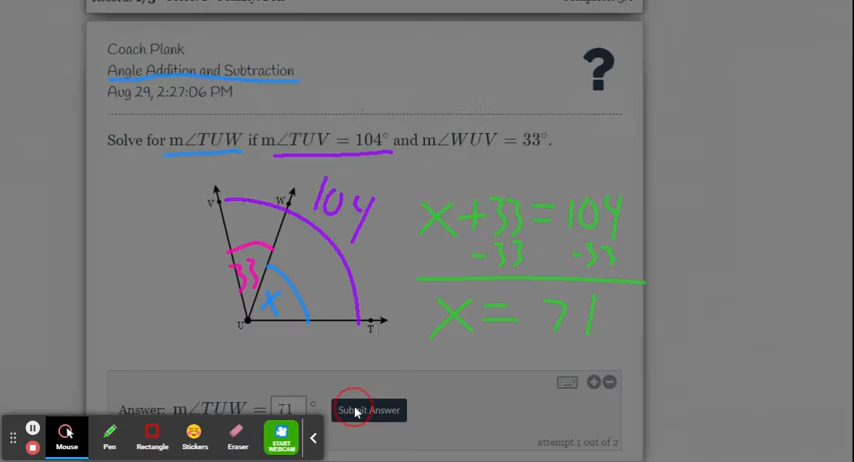 Coach Plank
Angle Addition and Subtraction
Aug 29, 2:27:06 PM
?
Solve for m∠TUW if m∠TUV = 104° and m∠WUV = 33°.
V
W
104
33
x
U
T
x + 33 = 104
- 33 - 33
x = 71
Answer: m∠TUW = 71 °
Submit Answer
attempt 1 out of 2
Mouse
Pen
Rectangle
Stickers
Eraser
START
WEBCAM